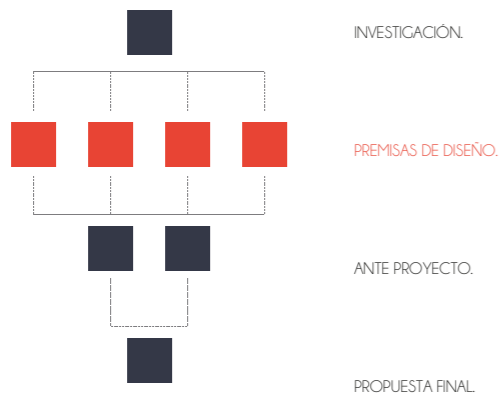 INVESTIGACIÓN.
PREMISAS DE DISEÑO.
ANTE PROYECTO.
PROPUESTA FINAL.